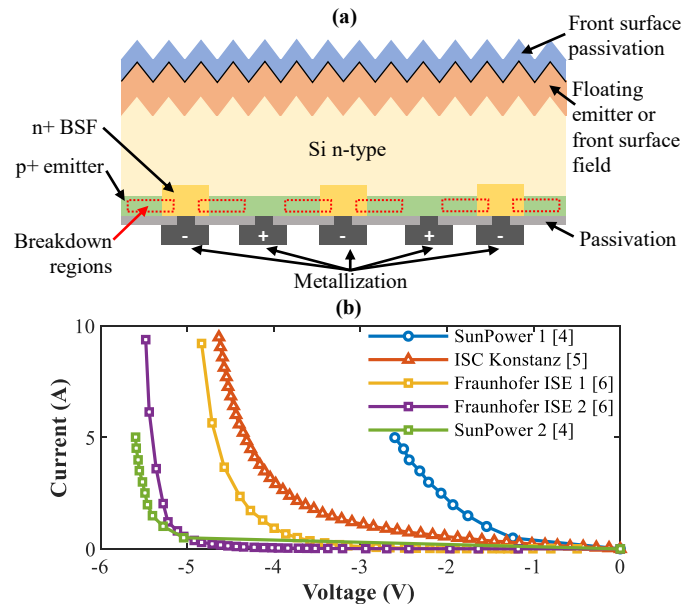 (a)
Front surface
passivation
Floating
emitter or
front surface
field
Si n-type
n+ BSF
p+ emitter
Breakdown
regions
- + - + -
Passivation
Metallization
(b)
10
5
0
Current (A)
SunPower 1 [4]
ISC Konstanz [5]
Fraunhofer ISE 1 [6]
Fraunhofer ISE 2 [6]
SunPower 2 [4]
-6 -5 -4 -3 -2 -1 0
Voltage (V)